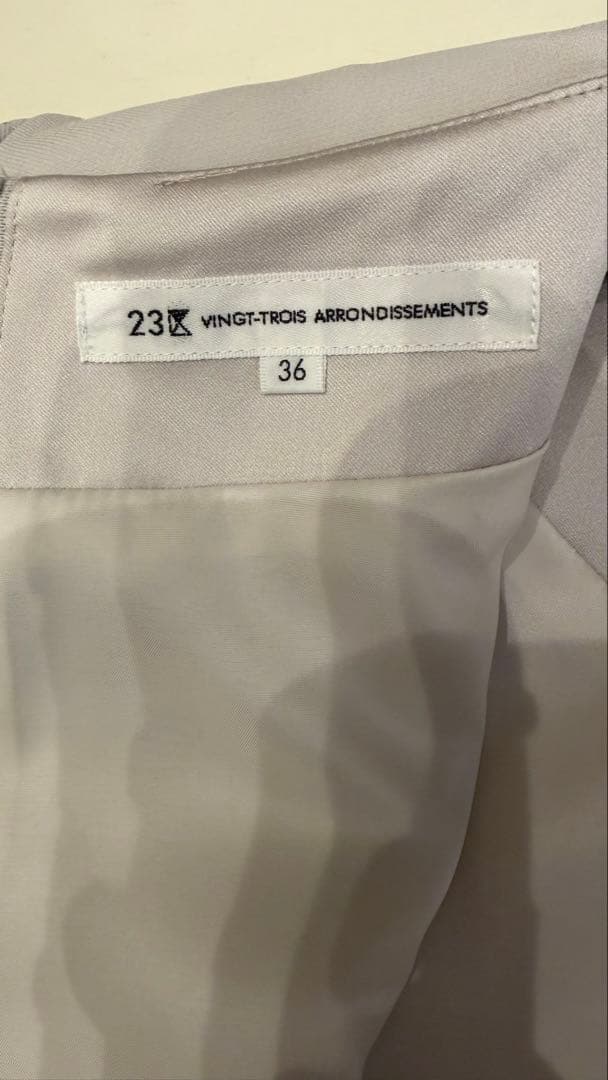 23区 VINGT-TROIS ARRONDISSEMENTS
36